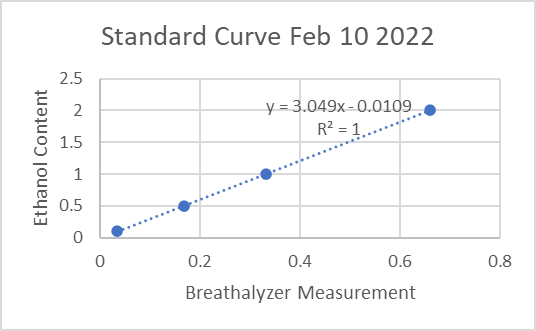 Standard Curve Feb 10 2022
2.5
y = 3.049x - 0.0109
2
R² = 1
1.5
1
0.5
0
0 0.2 0.4 0.6 0.8
Ethanol Content
Breathalyzer Measurement